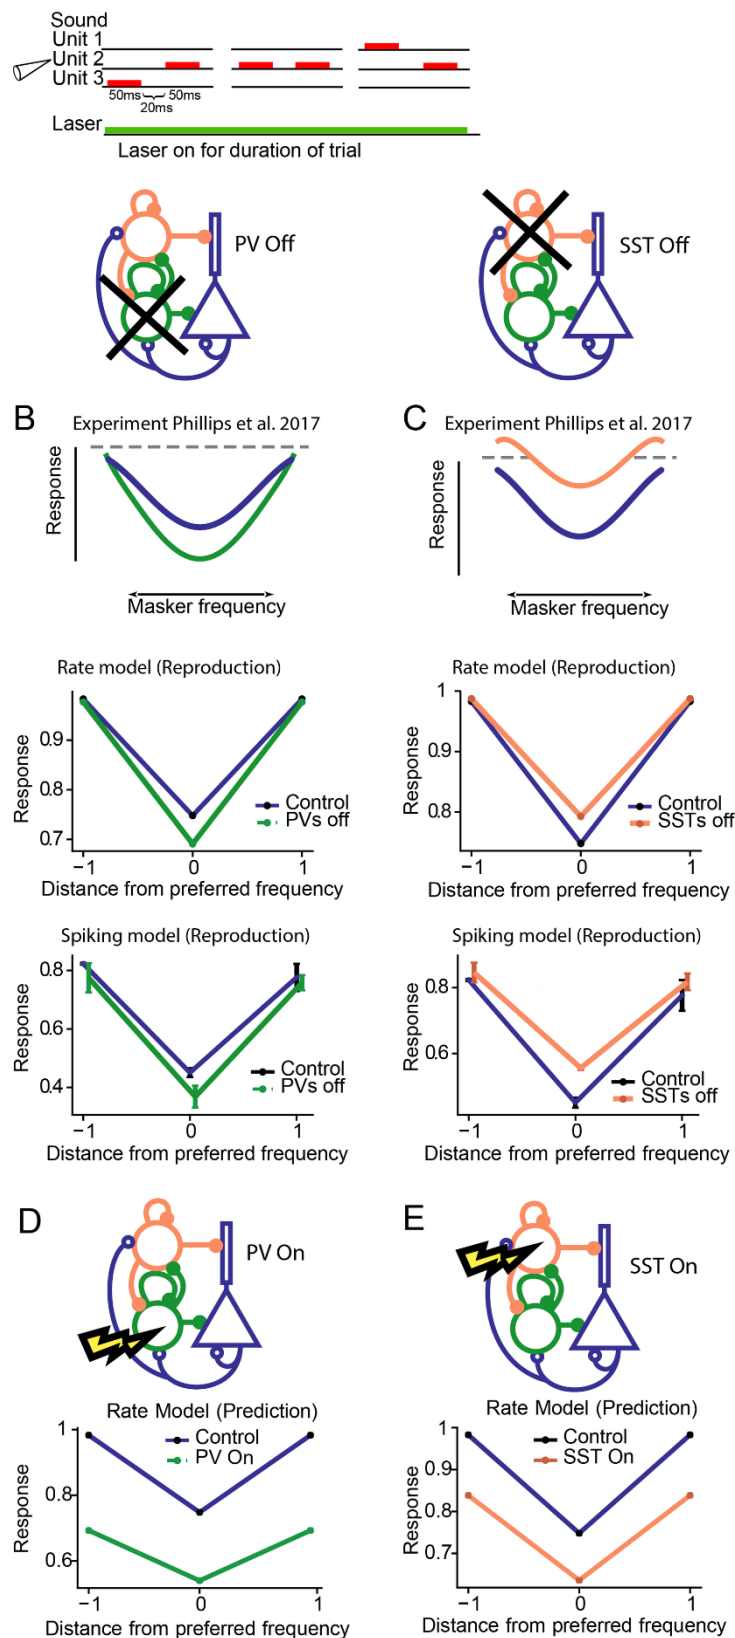 Sound
Unit 1
Unit 2
Unit 3
50ms 50ms
20ms
Laser
Laser on for duration of trial
PV Off
SST Off
B
Experiment Phillips et al. 2017
Response
Masker frequency
C
Experiment Phillips et al. 2017
Response
Masker frequency
Rate model (Reproduction)
Response
0.9
0.8
0.7
Control
PVs off
−1 0 1
Distance from preferred frequency
Rate model (Reproduction)
Response
1
0.9
0.8
Control
SSTs off
−1 0 1
Distance from preferred frequency
Spiking model (Reproduction)
Response
0.8
0.6
0.4
Control
PVs off
−1 0 1
Distance from preferred frequency
Spiking model (Reproduction)
Response
0.8
0.6
Control
SSTs off
−1 0 1
Distance from preferred frequency
D
PV On
Rate Model (Prediction)
Response
1
0.8
0.6
Control
PV On
−1 0 1
Distance from preferred frequency
E
SST On
Rate Model (Prediction)
Response
1
0.9
0.8
0.7
Control
SST On
−1 0 1
Distance from preferred frequency